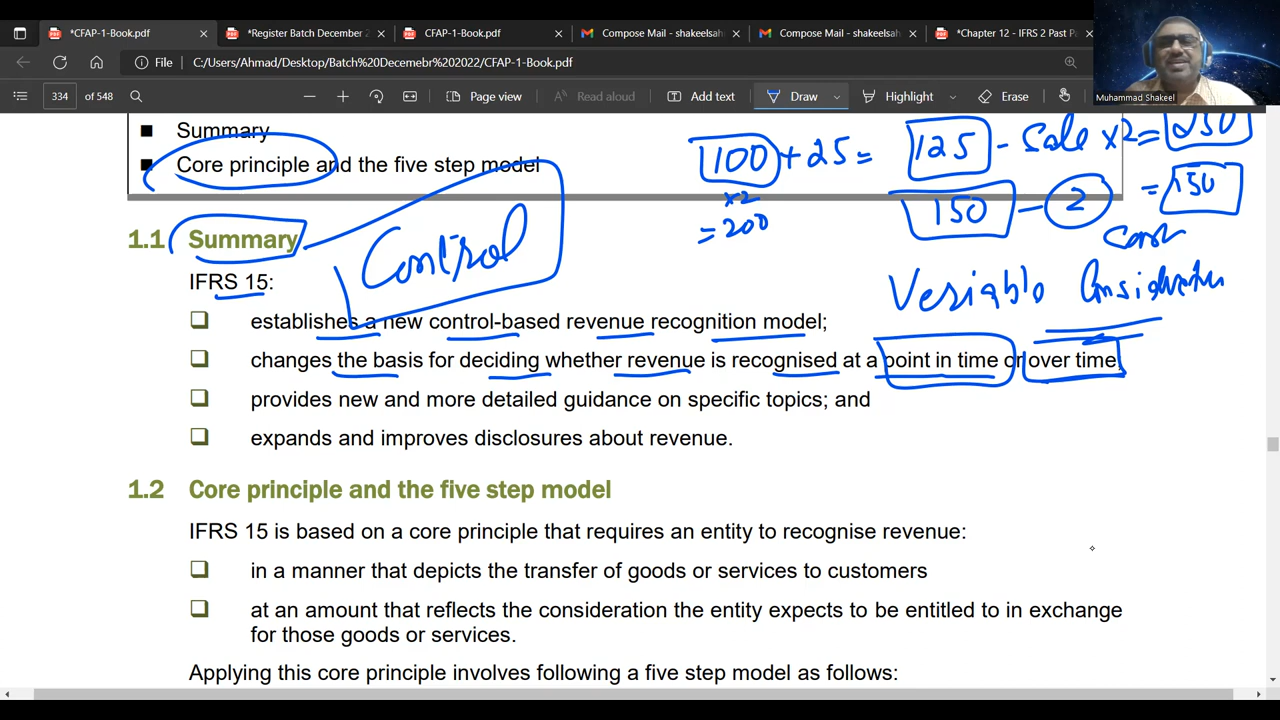 *CFAP-1-Book.pdf
*Register Batch December 2
CFAP-1-Book.pdf
Compose Mail - shakeelsah
Compose Mail - shakeelsah
*Chapter 12 - IFRS 2 Past Pa
File C:/Users/Ahmad/Desktop/Batch%20Decemebr%202022/CFAP-1-Book.pdf
334 of 548 Page view Read aloud Add text Draw Highlight Erase
Muhammad Shakeel
Summary
Core principle and the five step model
100 + 25 = 125 - Sale x2 = 250
x2
= 200
150 - 2 = 150
1.1 Summary
Control
IFRS 15:
Variable Consideration
establishes a new control-based revenue recognition model;
changes the basis for deciding whether revenue is recognised at a point in time or over time;
provides new and more detailed guidance on specific topics; and
expands and improves disclosures about revenue.
1.2 Core principle and the five step model
IFRS 15 is based on a core principle that requires an entity to recognise revenue:
in a manner that depicts the transfer of goods or services to customers
at an amount that reflects the consideration the entity expects to be entitled to in exchange
for those goods or services.
Applying this core principle involves following a five step model as follows: